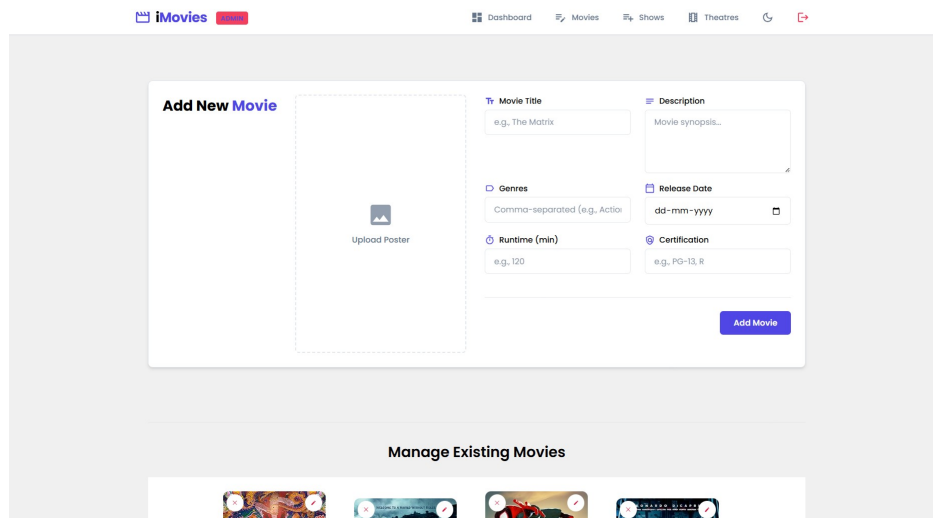 iMovies ADMIN
Dashboard Movies Shows Theatres
Add New Movie
Upload Poster
Movie Title
e.g., The Matrix
Description
Movie synopsis...
Genres
Comma-separated (e.g., Action
Release Date
dd-mm-yyyy
Runtime (min)
e.g., 120
Certification
e.g., PG-13, R
Add Movie
Manage Existing Movies